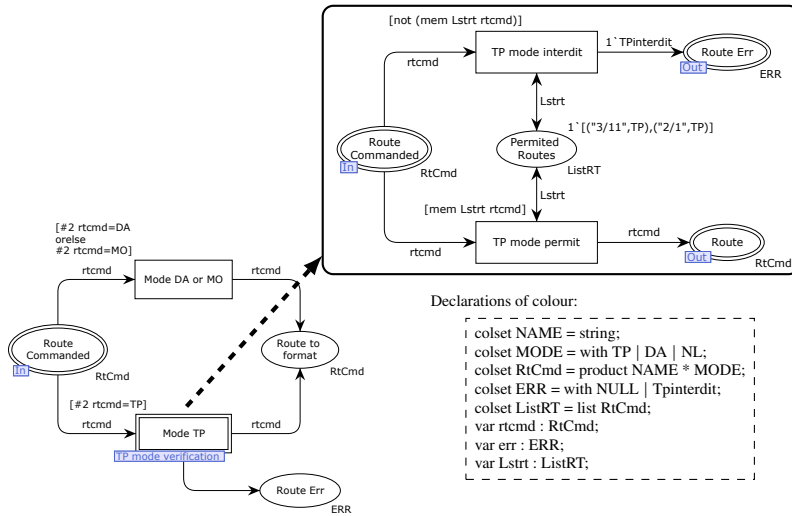 [not (mem Lstrt rtcmd)]
TP mode interdit
1`TPinterdit
Route Err
Out
ERR
rtcmd
Lstrt
1`[("3/11",TP),("2/1",TP)]
Route
Commanded
In
RtCmd
Permited
Routes
ListRT
Lstrt
[mem Lstrt rtcmd]
rtcmd
TP mode permit
rtcmd
Route
Out
RtCmd
[#2 rtcmd=DA
orelse
#2 rtcmd=MO]
rtcmd
Mode DA or MO
rtcmd
Route
Commanded
In
RtCmd
Route to
format
RtCmd
[#2 rtcmd=TP]
rtcmd
Mode TP
rtcmd
TP mode verification
Route Err
ERR
Declarations of colour:
colset NAME = string;
colset MODE = with TP | DA | NL;
colset RtCmd = product NAME * MODE;
colset ERR = with NULL | Tpinterdit;
colset ListRT = list RtCmd;
var rtcmd : RtCmd;
var err : ERR;
var Lstrt : ListRT;